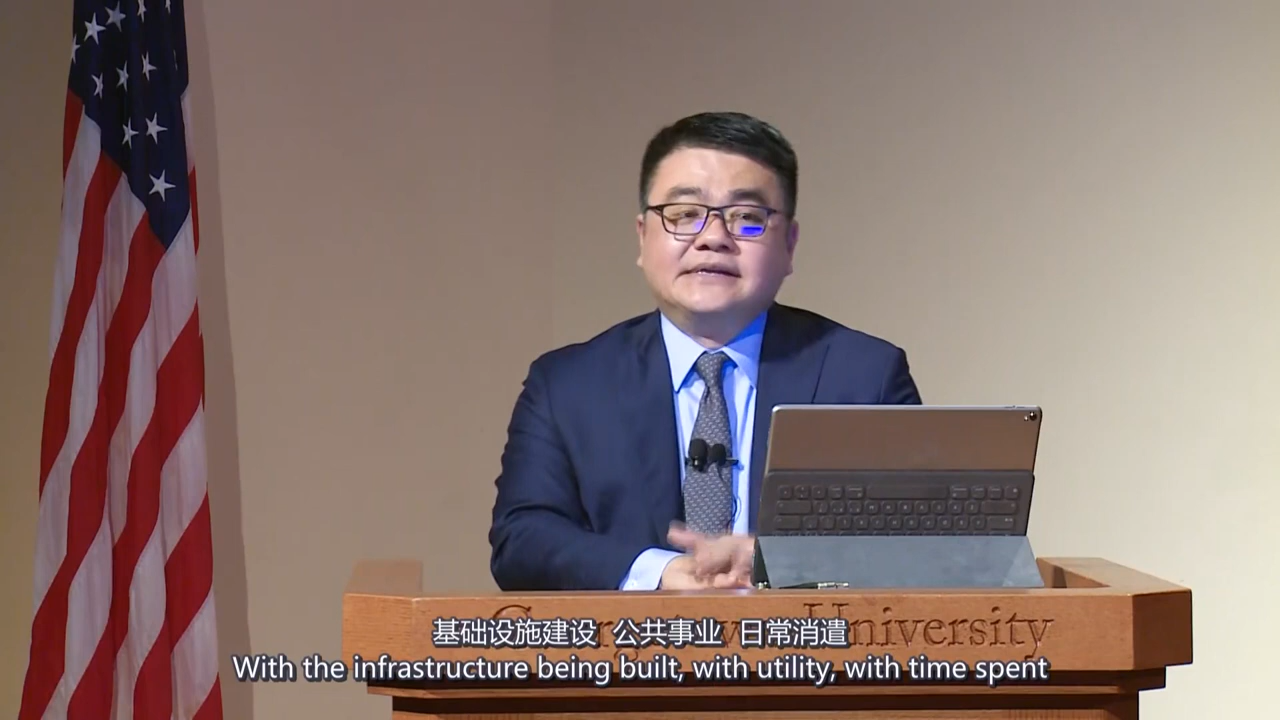 University
基础设施建设 公共事业 日常消遣
With the infrastructure being built, with utility, with time spent